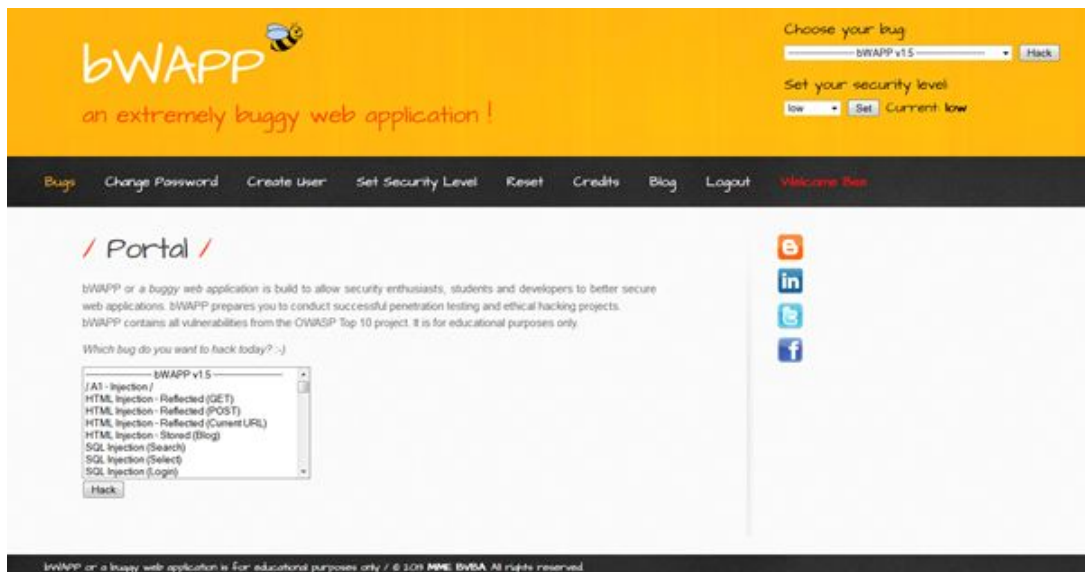 bWAPP
an extremely buggy web application !
Choose your bug:
bWAPP v1.5
Hack
Set your security level:
low
Set
Current: low
Bugs
Change Password
Create User
Set Security Level
Reset
Credits
Blog
Logout
Welcome Bee
/ Portal /
bWAPP or a buggy web application is build to allow security enthusiasts, students and developers to better secure
web applications. bWAPP prepares you to conduct successful penetration testing and ethical hacking projects.
bWAPP contains all vulnerabilities from the OWASP Top 10 project. It is for educational purposes only.
Which bug do you want to hack today? :-)
bWAPP v1.5
/ A1 - Injection /
HTML Injection - Reflected (GET)
HTML Injection - Reflected (POST)
HTML Injection - Reflected (Current URL)
HTML Injection - Stored (Blog)
SQL Injection (Search)
SQL Injection (Select)
SQL Injection (Login)
Hack
in
f
bWAPP or a buggy web application is for educational purposes only / © MME BVBA. All rights reserved.